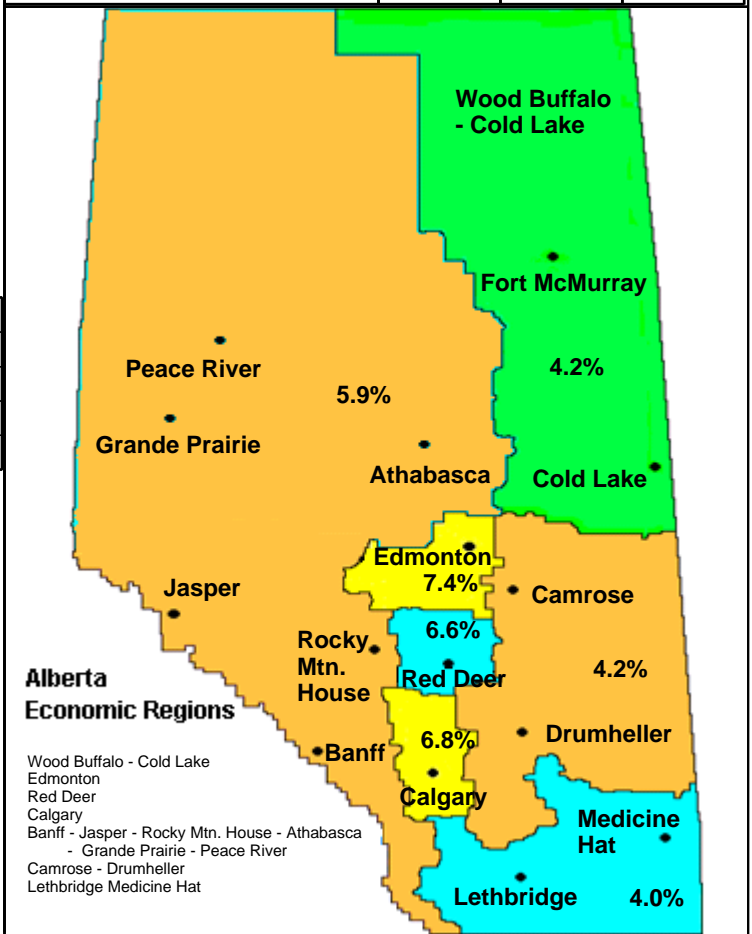 Wood Buffalo
- Cold Lake
Fort McMurray
Peace River
4.2%
5.9%
Grande Prairie
Athabasca
Cold Lake
Edmonton
7.4%
Jasper
Camrose
6.6%
Rocky
Mtn.
House
Red Deer
4.2%
Alberta
Economic Regions
Drumheller
6.8%
Banff
Calgary
Wood Buffalo - Cold Lake
Edmonton
Red Deer
Calgary
Banff - Jasper - Rocky Mtn. House - Athabasca
- Grande Prairie - Peace River
Camrose - Drumheller
Lethbridge Medicine Hat
Medicine
Hat
Lethbridge
4.0%